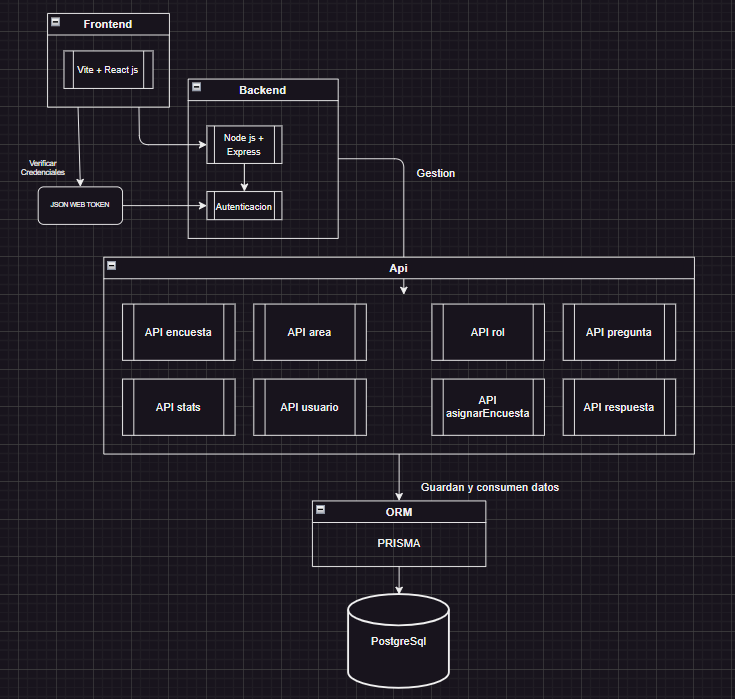 Frontend
Vite + React js
Backend
Node js +
Express
Verificar
Credenciales
Gestion
JSON WEB TOKEN
Autenticacion
Api
API encuesta
API area
API rol
API pregunta
API stats
API usuario
API
asignarEncuesta
API respuesta
Guardan y consumen datos
ORM
PRISMA
PostgreSql